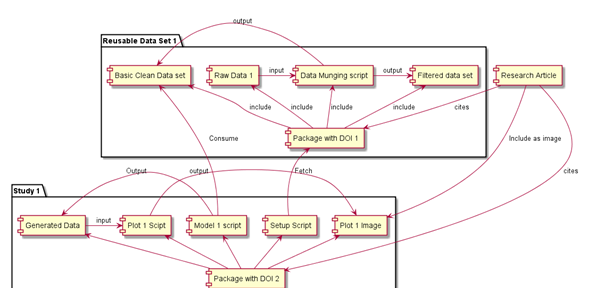 output
Reusable Data Set 1
Basic Clean Data set
Raw Data 1
input
Data Munging script
output
Filtered data set
Research Article
include
include
include
include
cites
Package with DOI 1
Consume
Include as image
Output
output
Fetch
cites
Study 1
Generated Data
input
Plot 1 Scipt
Model 1 script
Setup Script
Plot 1 Image
Package with DOI 2